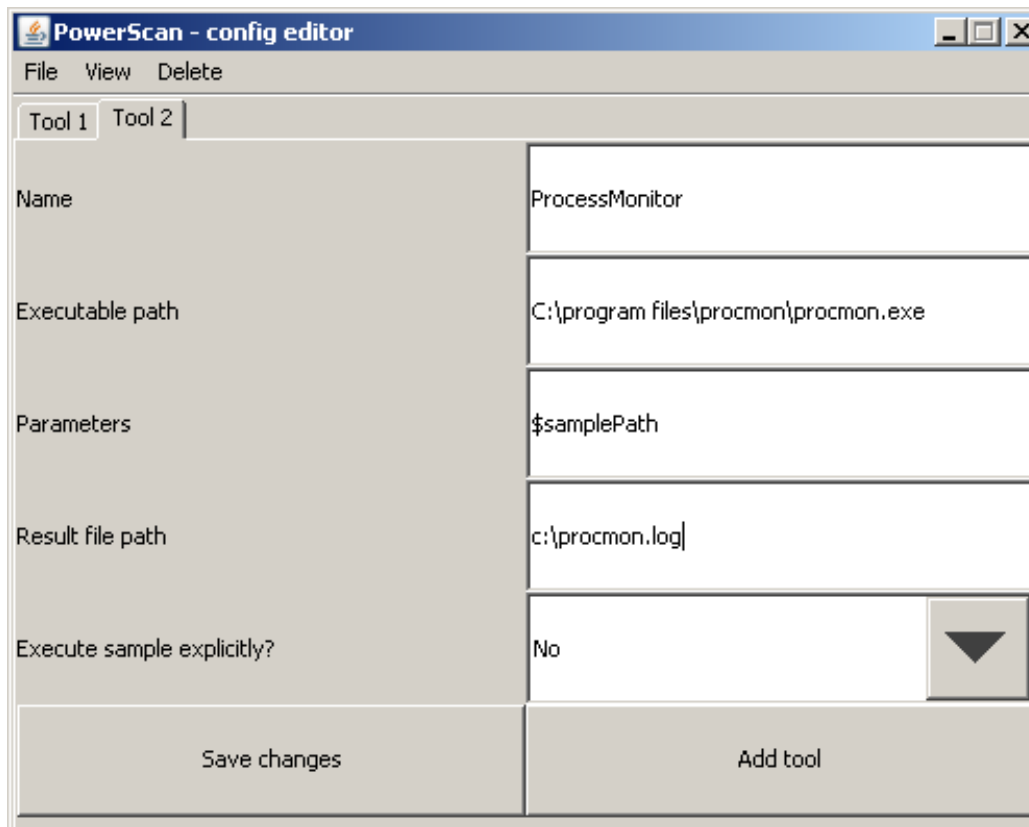 PowerScan - config editor
File View Delete
Tool 1 Tool 2
Name ProcessMonitor
Executable path C:\program files\procmon\procmon.exe
Parameters $samplePath
Result file path c:\procmon.log
Execute sample explicitly? No
Save changes Add tool